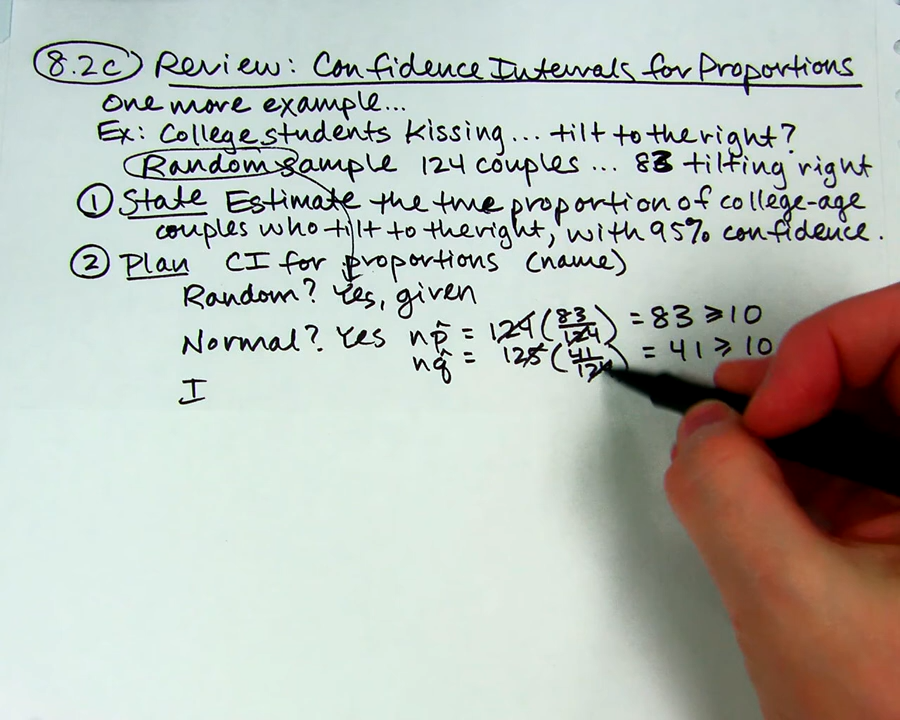 8.2c Review: Confidence Intervals for Proportions
One more example...
Ex: College students kissing... tilt to the right?
Random sample 124 couples ... 83 tilting right
① State Estimate the true proportion of college-age
couples who tilt to the right, with 95% confidence.
② Plan CI for proportions (name)
Random? Yes, given
Normal? Yes np̂ = 124(83/124) = 83 ≥ 10
nq̂ = 125(41/124) = 41 ≥ 10
I